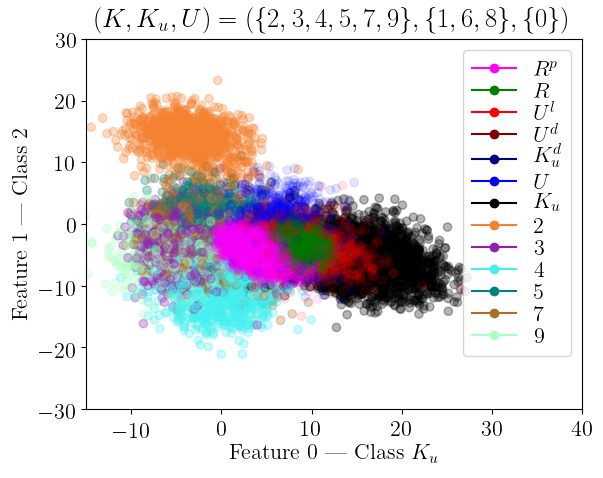 (K, K_u, U) = ({2, 3, 4, 5, 7, 9}, {1, 6, 8}, {0})
30
20
10
0
−10
−20
−30
Feature 1 — Class 2
R^p
R
U^l
U^d
K_u^d
U
K_u
2
3
4
5
7
9
−10
0
10
20
30
40
Feature 0 — Class K_u